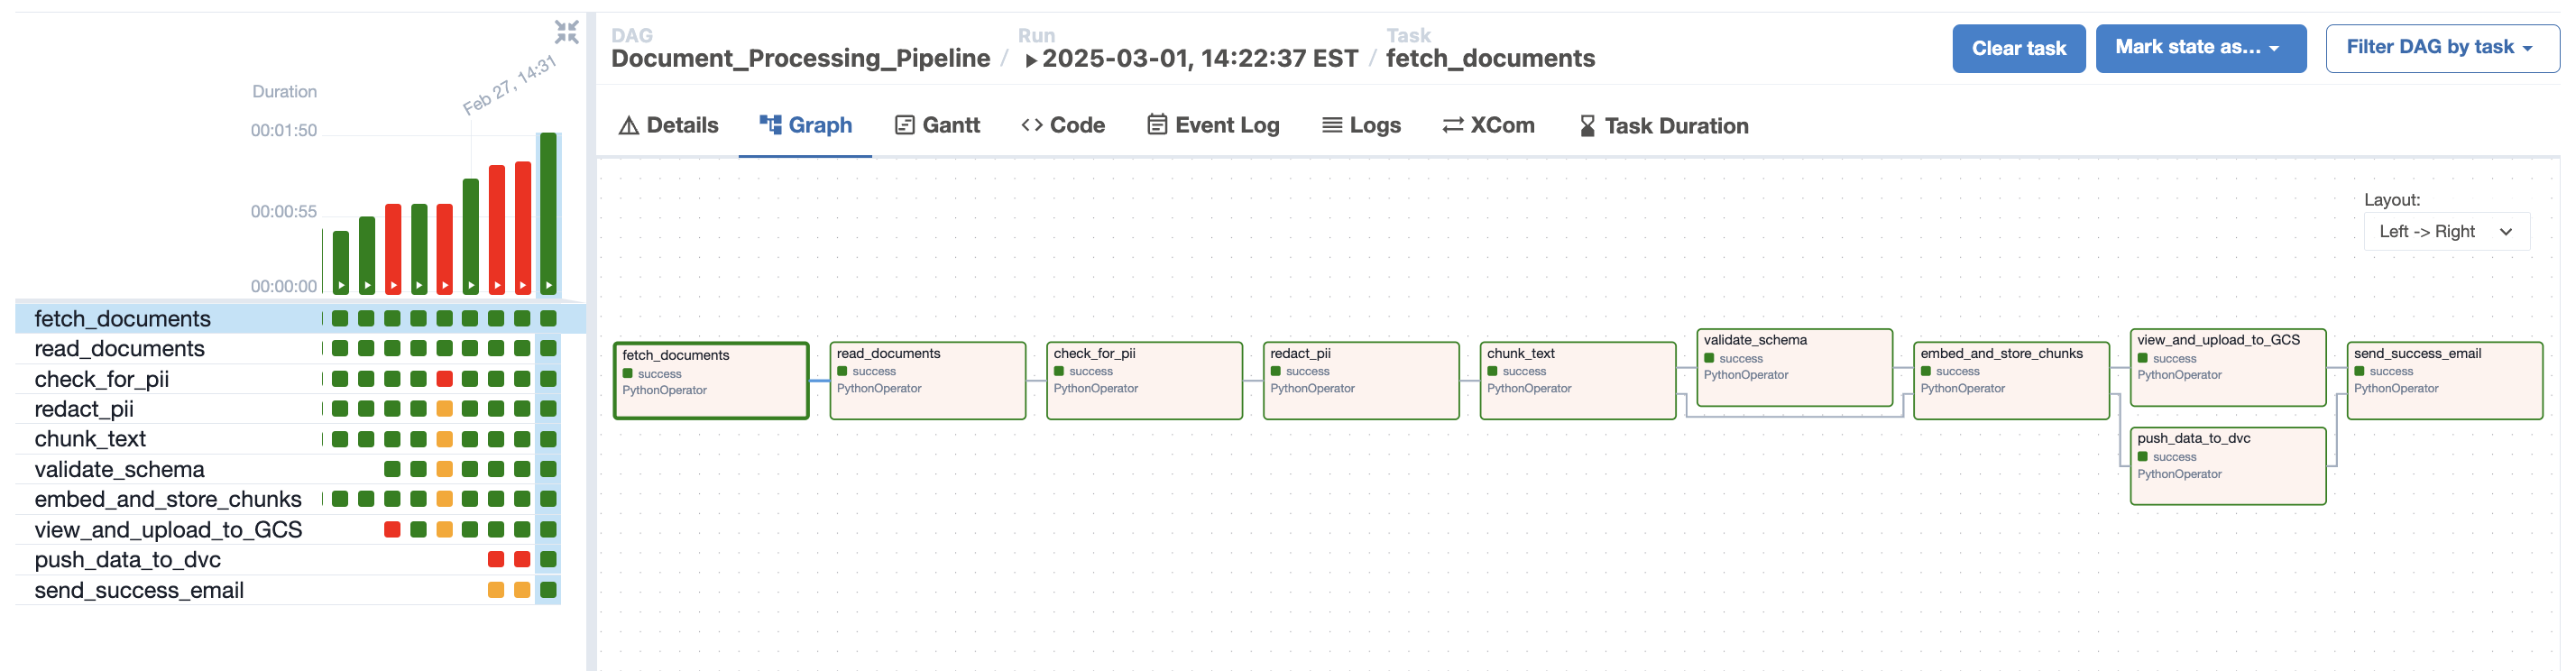 DAG
Document_Processing_Pipeline
/
Run
2025-03-01, 14:22:37 EST
/
Task
fetch_documents
Clear task
Mark state as...
Filter DAG by task
Details
Graph
Gantt
Code
Event Log
Logs
XCom
Task Duration
Feb 27, 14:31
Duration
00:01:50
00:00:55
00:00:00
fetch_documents
read_documents
check_for_pii
redact_pii
chunk_text
validate_schema
embed_and_store_chunks
view_and_upload_to_GCS
push_data_to_dvc
send_success_email
Layout:
Left -> Right
fetch_documents
success
PythonOperator
read_documents
success
PythonOperator
check_for_pii
success
PythonOperator
redact_pii
success
PythonOperator
chunk_text
success
PythonOperator
validate_schema
success
PythonOperator
embed_and_store_chunks
success
PythonOperator
view_and_upload_to_GCS
success
PythonOperator
push_data_to_dvc
success
PythonOperator
send_success_email
success
PythonOperator